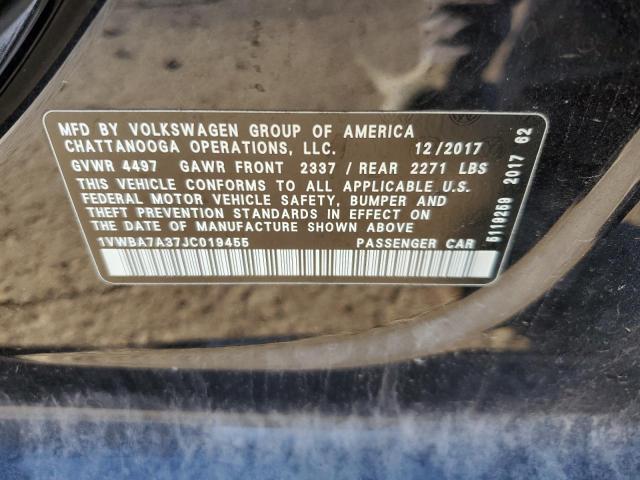 MFD BY VOLKSWAGEN GROUP OF AMERICA
CHATTANOOGA OPERATIONS, LLC. 12/2017
GVWR 4497 GAWR FRONT 2337 / REAR 2271 LBS
THIS VEHICLE CONFORMS TO ALL APPLICABLE U.S.
FEDERAL MOTOR VEHICLE SAFETY, BUMPER AND
THEFT PREVENTION STANDARDS IN EFFECT ON
THE DATE OF MANUFACTURE SHOWN ABOVE
1VWBA7A37JC019455 PASSENGER CAR
5119269 2017 62